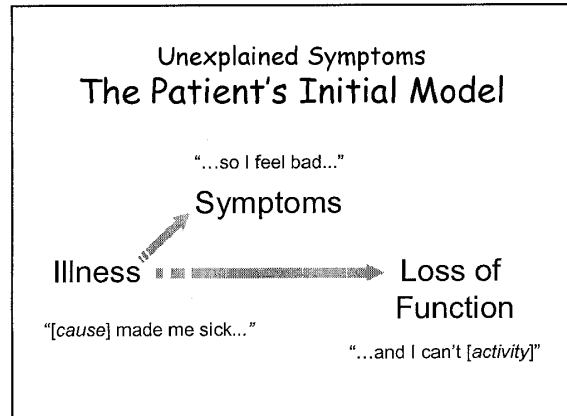 Unexplained Symptoms
The Patient's Initial Model
“...so I feel bad...”
Symptoms
Illness
“[cause] made me sick...”
Loss of
Function
“...and I can't [activity]”